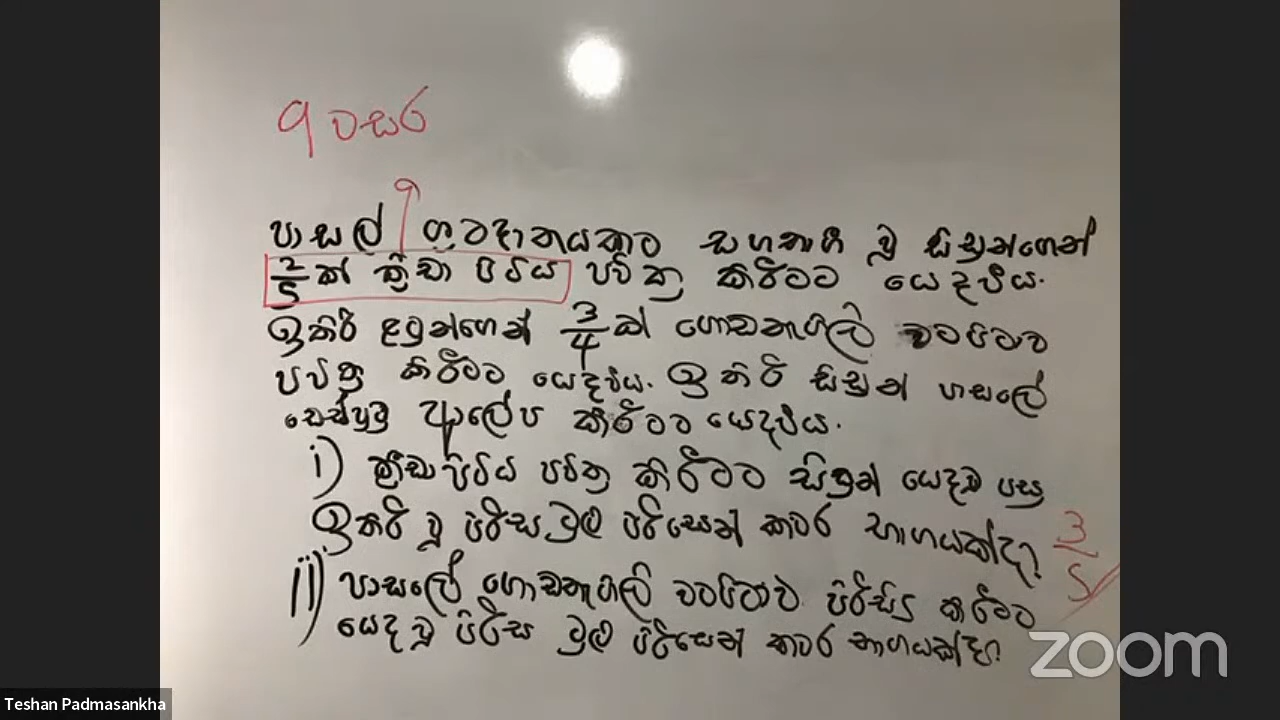 9 වසර
පාසල් ශ්‍රමදානයකට සහභාගී වූ සිසුන්ගෙන්
2/5 ක් ක්‍රීඩා පිටිය පවිත්‍ර කිරීමට යෙදවීය.
ඉතිරි ළමුන්ගෙන් 3/4 ක් ගොඩනැගිලි වටපිටාව
පවිත්‍ර කිරීමට යෙදවීය. ඉතිරි සිසුන් පාසලේ
ආලේප කිරීමට යෙදවීය.
i) ක්‍රීඩා පිටිය පවිත්‍ර කිරීමට සිසුන් යෙදවූ පසු
ඉතිරි වූ පිරිස මුළු පිරිසෙන් කවර භාගයක්ද? 3/5
ii) පාසලේ ගොඩනැගිලි වටපිටාව පිරිසිදු කිරීමට
යෙදවූ පිරිස මුළු පිරිසෙන් කවර භාගයක්ද?
zoom
Teshan Padmasankha